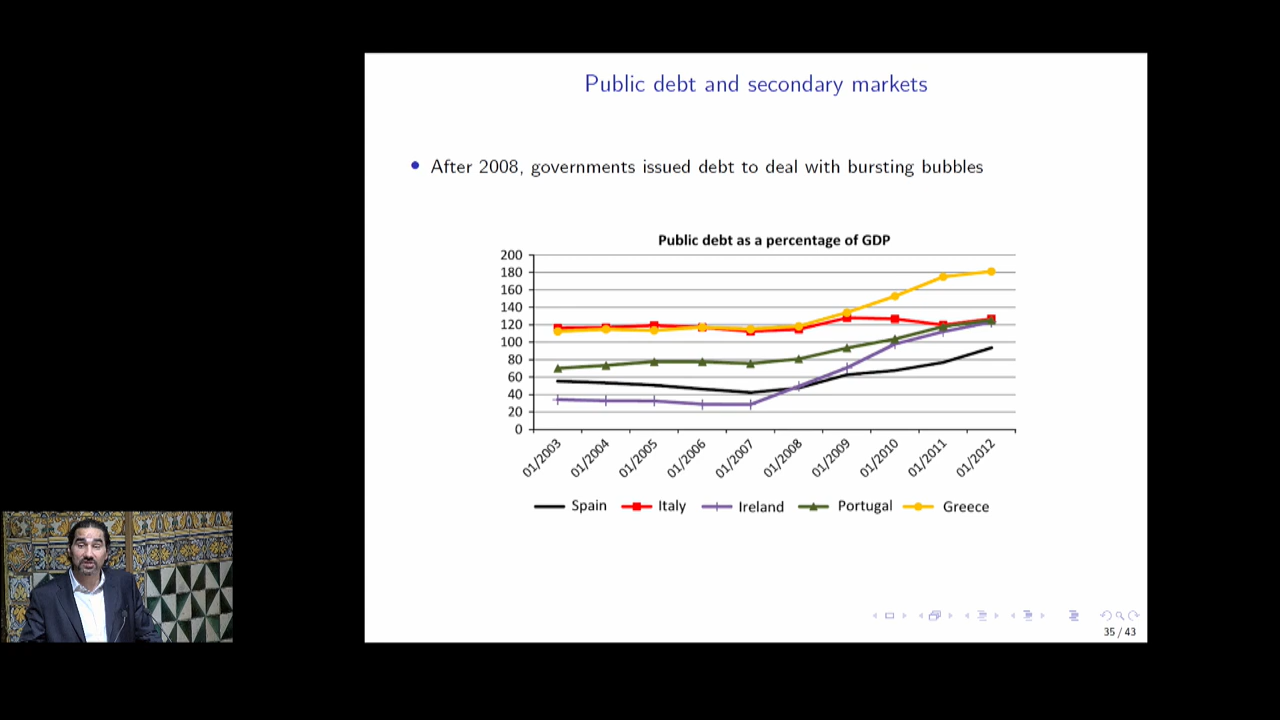 Public debt and secondary markets
After 2008, governments issued debt to deal with bursting bubbles
Public debt as a percentage of GDP
200
180
160
140
120
100
80
60
40
20
0
01/2003 01/2004 01/2005 01/2006 01/2007 01/2008 01/2009 01/2010 01/2011 01/2012
Spain Italy Ireland Portugal Greece
35 / 43